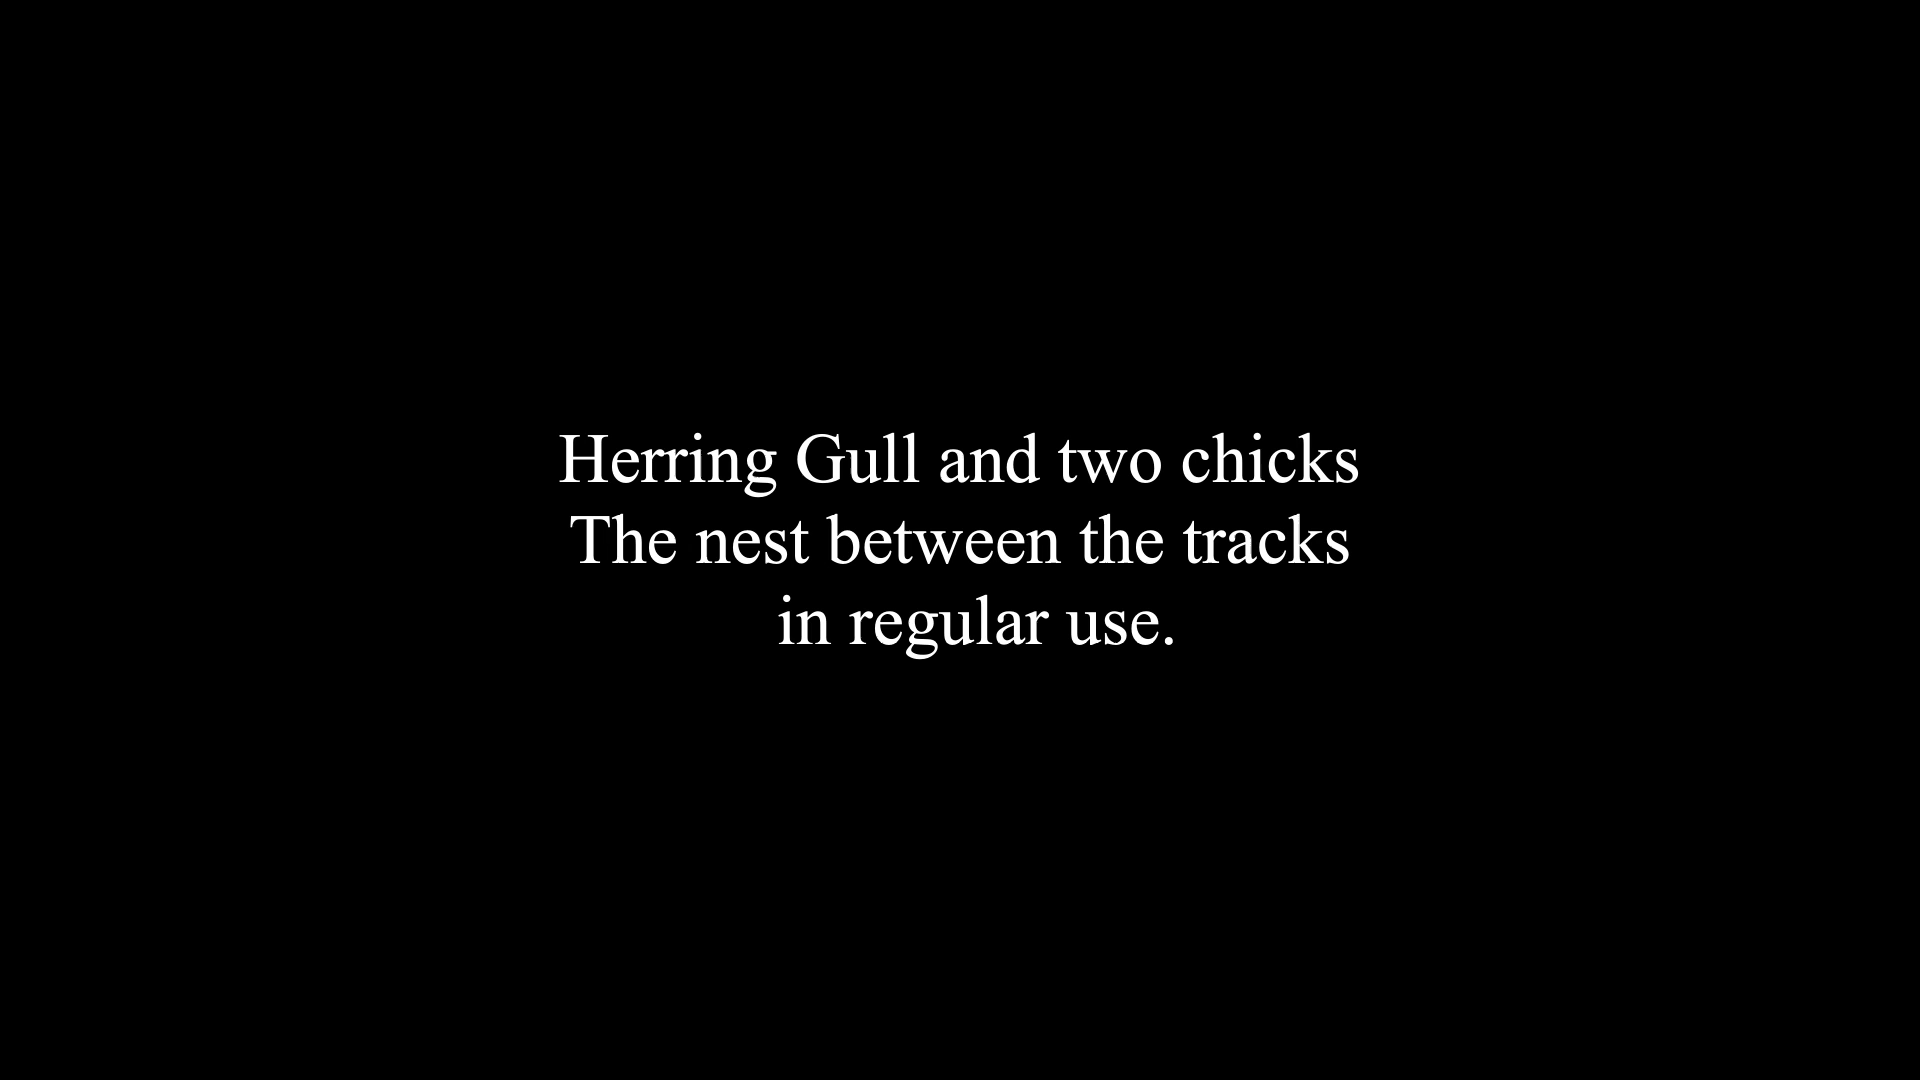 Herring Gull and two chicks
The nest between the tracks
in regular use.